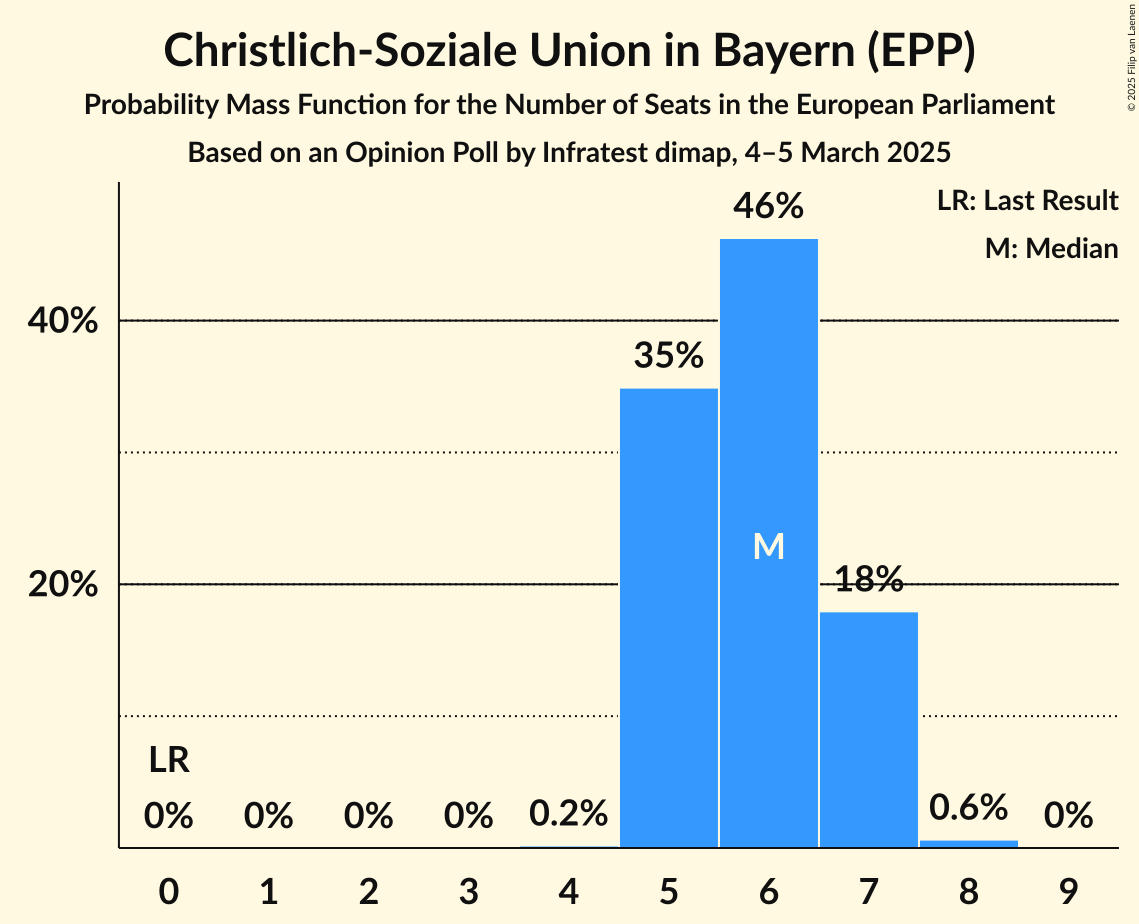 Christlich-Soziale Union in Bayern (EPP)
Probability Mass Function for the Number of Seats in the European Parliament
Based on an Opinion Poll by Infratest dimap, 4–5 March 2025
© 2025 Filip van Laenen
LR: Last Result
M: Median
46%
40%
35%
M
20%
18%
LR
0%
0%
0%
0%
0.2%
0.6%
0%
0 1 2 3 4 5 6 7 8 9